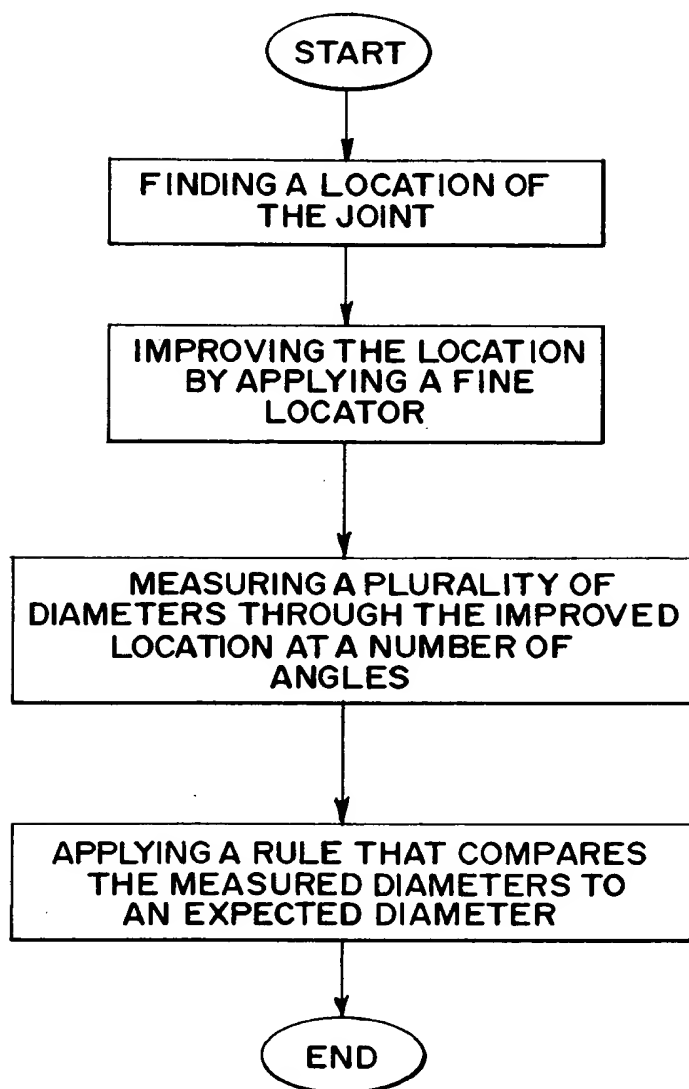 START
FINDING A LOCATION OF
THE JOINT
IMPROVING THE LOCATION
BY APPLYING A FINE
LOCATOR
MEASURING A PLURALITY OF
DIAMETERS THROUGH THE IMPROVED
LOCATION AT A NUMBER OF
ANGLES
APPLYING A RULE THAT COMPARES
THE MEASURED DIAMETERS TO
AN EXPECTED DIAMETER
END